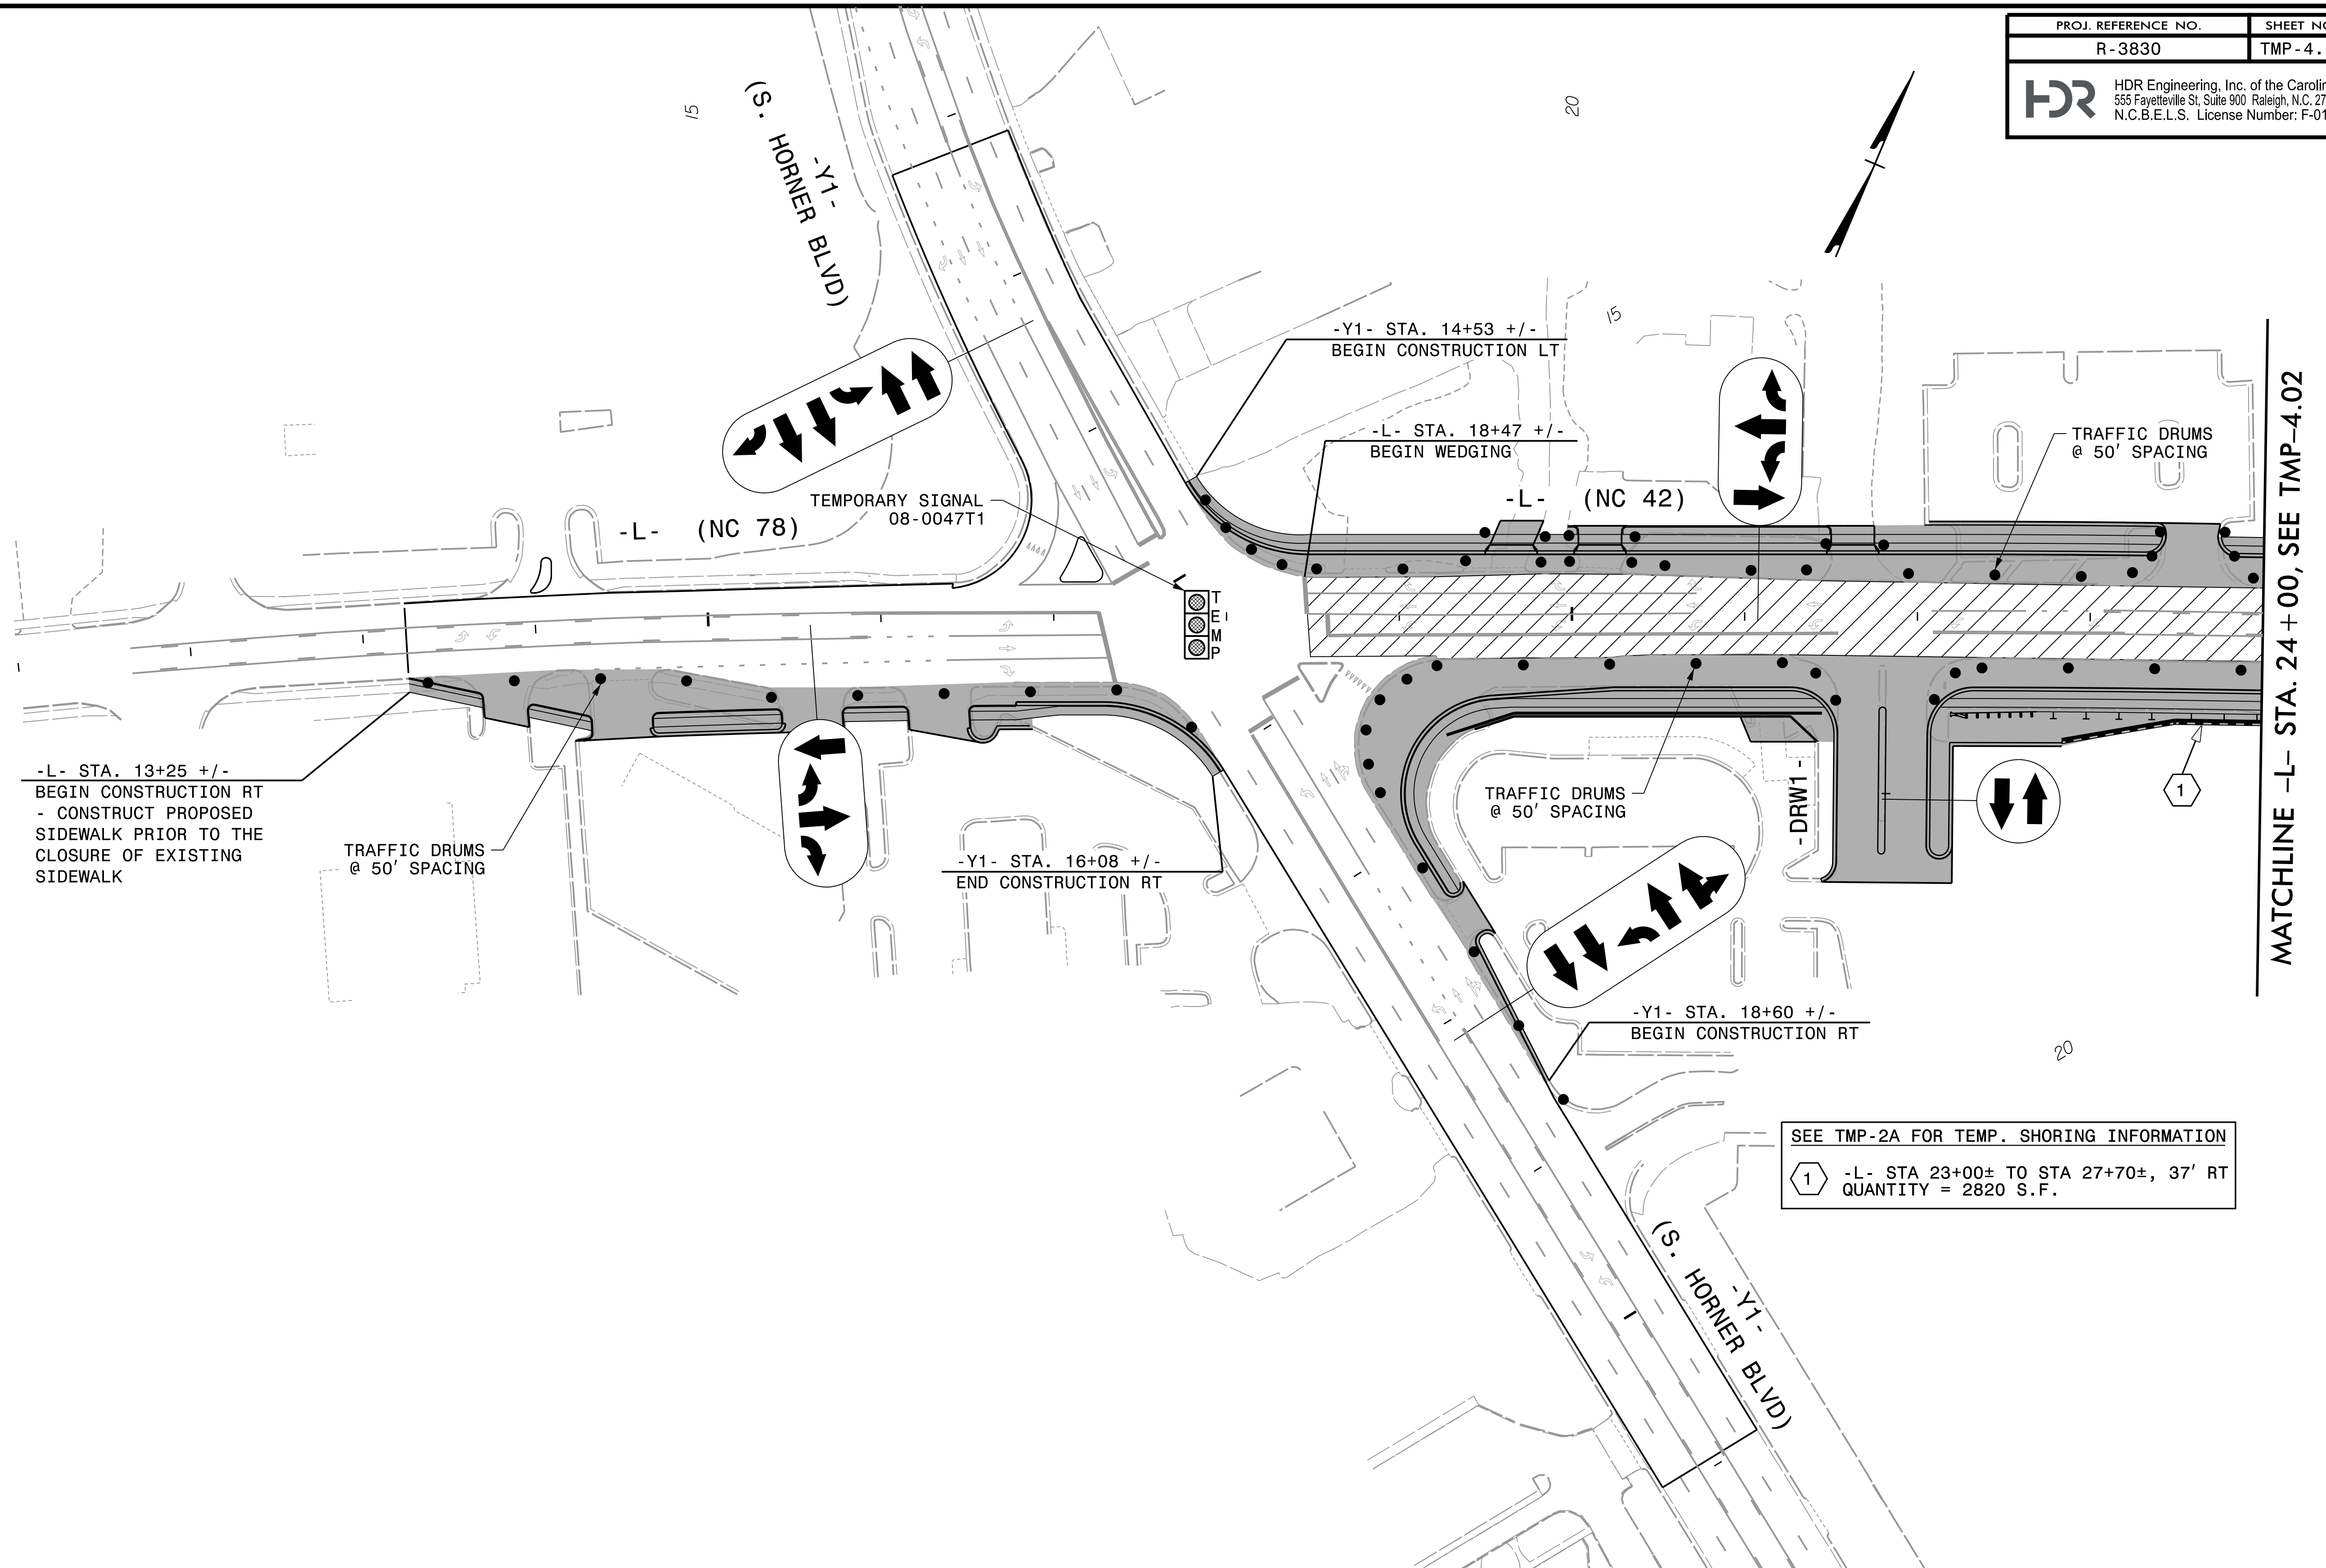 PROJ. REFERENCE NO.
SHEET
R-3830
TMP-4.
HDR
HDR Engineering, Inc. of the
555 Fayetteville St, Suite 900 Raleigh, N.C.
N.C.B.E.L.S. License Number:
15
20
-Y1-
(S. HORNER BLVD)
-Y1- STA. 14+53 +/-
BEGIN CONSTRUCTION LT
15
-L- STA. 18+47 +/-
BEGIN WEDGING
TRAFFIC DRUMS
@ 50' SPACING
TEMPORARY SIGNAL
08-0047T1
-L- (NC 78)
-L- (NC 42)
T
E
M
P
MATCHLINE -L- STA. 24+00, SEE TMP-4.02
-L- STA. 13+25 +/-
BEGIN CONSTRUCTION RT
- CONSTRUCT PROPOSED
SIDEWALK PRIOR TO THE
CLOSURE OF EXISTING
SIDEWALK
TRAFFIC DRUMS
@ 50' SPACING
-Y1- STA. 16+08 +/-
END CONSTRUCTION RT
TRAFFIC DRUMS
@ 50' SPACING
-DRW1-
1
-Y1- STA. 18+60 +/-
BEGIN CONSTRUCTION RT
20
SEE TMP-2A FOR TEMP. SHORING INFORMATION
1
-L- STA 23+00± TO STA 27+70±, 37' RT
QUANTITY = 2820 S.F.
-Y1-
(S. HORNER BLVD)